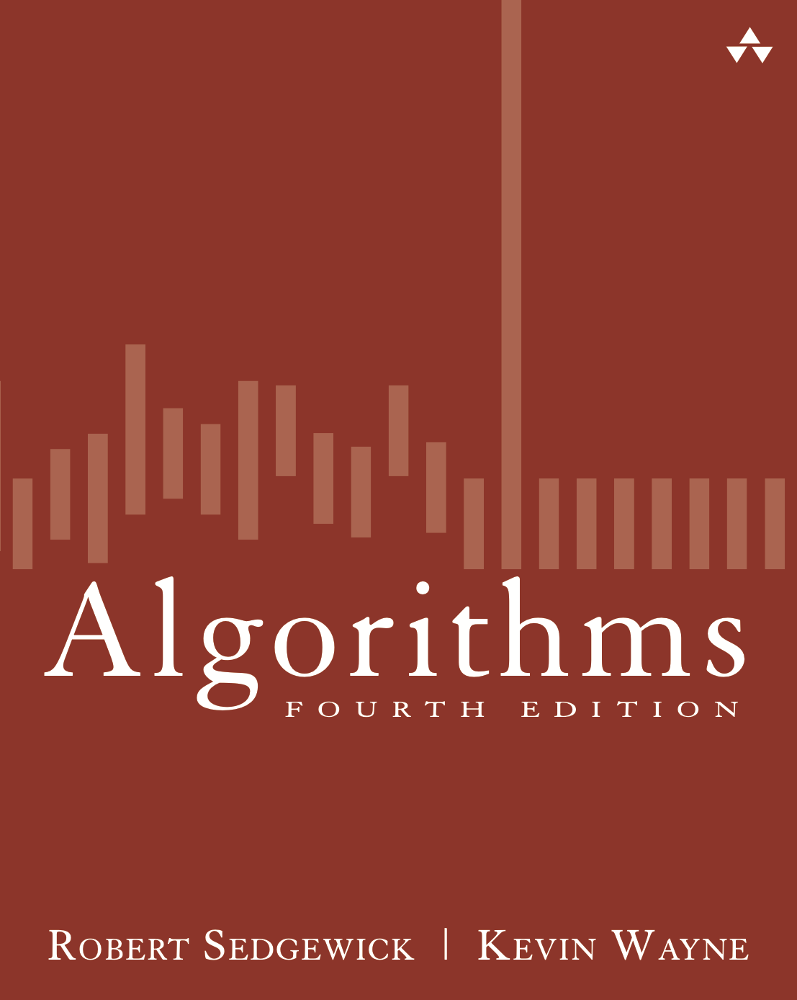 Algorithms
FOURTH EDITION
ROBERT SEDGEWICK | KEVIN WAYNE